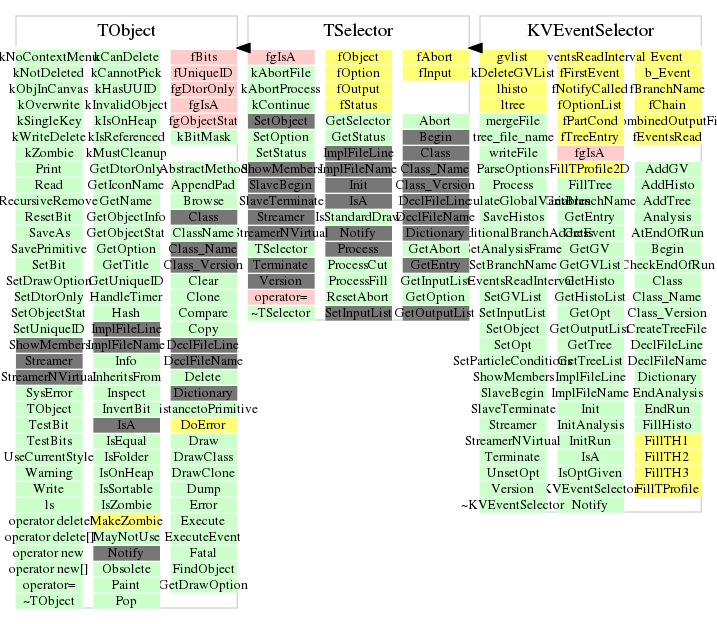 TObject
TSelector
KVEventSelector
kNoContextMenu kCanDelete fBits
kNotDeleted kCannotPick fUniqueID
kObjInCanvas kHasUUID fgDtorOnly
kOverwrite kInvalidObject fgIsA
kSingleKey kIsOnHeap fgObjectStat
kWriteDelete kIsReferenced kBitMask
kZombie kMustCleanup
Print GetDtorOnly AbstractMethod
Read GetIconName AppendPad
RecursiveRemove GetName Browse
ResetBit GetObjectInfo Class
SaveAs GetObjectStat ClassName
SavePrimitive GetOption Class_Name
SetBit GetTitle Class_Version
SetDrawOption GetUniqueID Clear
SetDtorOnly HandleTimer Clone
SetObjectStat Hash Compare
SetUniqueID ImplFileLine Copy
ShowMembers ImplFileName DeclFileLine
Streamer Info DeclFileName
StreamerNVirtual InheritsFrom Delete
SysError Inspect Dictionary
TObject InvertBit istancetoPrimitive
TestBit IsA DoError
TestBits IsEqual Draw
UseCurrentStyle IsFolder DrawClass
Warning IsOnHeap DrawClone
Write IsSortable Dump
ls IsZombie Error
operator delete MakeZombie Execute
operator delete[] MayNotUse ExecuteEvent
operator new Notify Fatal
operator new[] Obsolete FindObject
operator= Paint GetDrawOption
~TObject Pop
fgIsA fObject fAbort
kAbortFile fOption fInput
kAbortProcess fOutput
kContinue fStatus
SetObject GetSelector Abort
SetOption GetStatus Begin
SetStatus ImplFileLine Class
ShowMembers ImplFileName Class_Name
SlaveBegin Init Class_Version
SlaveTerminate IsA DeclFileLine
Streamer IsStandardDraw DeclFileName
StreamerNVirtual Notify Dictionary
TSelector Process GetAbort
Terminate ProcessCut GetEntry
Version ProcessFill GetInputList
operator= ResetAbort GetOption
~TSelector SetInputList GetOutputList
gvlist ventsReadInterval Event
kDeleteGVList fFirstEvent b_Event
lhisto fNotifyCalled fBranchName
ltree fOptionList fChain
mergeFile fPartCond ombinedOutputFi
tree_file_name fTreeEntry fEventsRead
writeFile fgIsA
ParseOptions FillTProfile2D AddGV
Process FillTree AddHisto
BranchName AddTree
SaveHistos GetEntry Analysis
AtEndOfRun
etAnalysisFrame GetGV Begin
SetBranchName GetGVList CheckEndOfRun
EventsReadInterval GetHisto Class
SetGVList GetHistoList Class_Name
SetInputList GetOpt Class_Version
SetObject GetOutputList CreateTreeFile
SetOpt GetTree DeclFileLine
SetParticleConditions GetTreeList DeclFileName
ShowMembers ImplFileLine Dictionary
SlaveBegin ImplFileName EndAnalysis
SlaveTerminate Init EndRun
Streamer InitAnalysis FillHisto
StreamerNVirtual InitRun FillTH1
Terminate IsA FillTH2
UnsetOpt IsOptGiven FillTH3
Version KVEventSelector FillTProfile
~KVEventSelector Notify